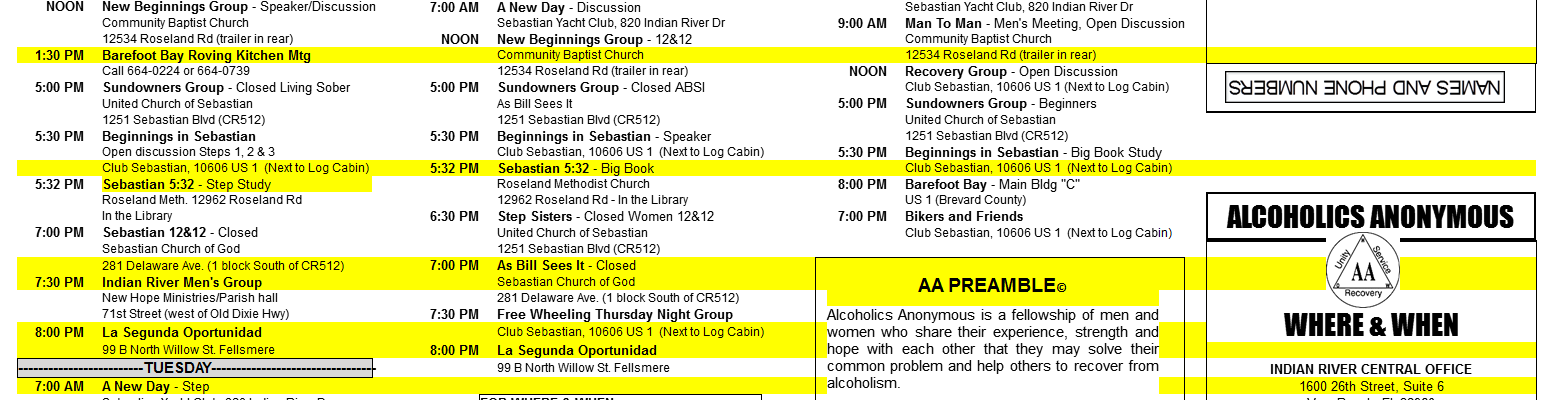 NOON New Beginnings Group - Speaker/Discussion
Community Baptist Church
12534 Roseland Rd (trailer in rear)
1:30 PM Barefoot Bay Roving Kitchen Mtg
Call 664-0224 or 664-0739
5:00 PM Sundowners Group - Closed Living Sober
United Church of Sebastian
1251 Sebastian Blvd (CR512)
5:30 PM Beginnings in Sebastian
Open discussion Steps 1, 2 & 3
Club Sebastian, 10606 US 1 (Next to Log Cabin)
5:32 PM Sebastian 5:32 - Step Study
Roseland Meth. 12962 Roseland Rd
In the Library
7:00 PM Sebastian 12&12 - Closed
Sebastian Church of God
281 Delaware Ave. (1 block South of CR512)
7:30 PM Indian River Men's Group
New Hope Ministries/Parish hall
71st Street (west of Old Dixie Hwy)
8:00 PM La Segunda Oportunidad
99 B North Willow St. Fellsmere
-------------------------TUESDAY---------------------------------
7:00 AM A New Day - Step
7:00 AM A New Day - Discussion
Sebastian Yacht Club, 820 Indian River Dr
NOON New Beginnings Group - 12&12
Community Baptist Church
12534 Roseland Rd (trailer in rear)
5:00 PM Sundowners Group - Closed ABSI
As Bill Sees It
1251 Sebastian Blvd (CR512)
5:30 PM Beginnings in Sebastian - Speaker
Club Sebastian, 10606 US 1 (Next to Log Cabin)
5:32 PM Sebastian 5:32 - Big Book
Roseland Methodist Church
12962 Roseland Rd - In the Library
6:30 PM Step Sisters - Closed Women 12&12
United Church of Sebastian
1251 Sebastian Blvd (CR512)
7:00 PM As Bill Sees It - Closed
Sebastian Church of God
281 Delaware Ave. (1 block South of CR512)
7:30 PM Free Wheeling Thursday Night Group
Club Sebastian, 10606 US 1 (Next to Log Cabin)
8:00 PM La Segunda Oportunidad
99 B North Willow St. Fellsmere
FOR WHERE & WHEN
Sebastian Yacht Club, 820 Indian River Dr
9:00 AM Man To Man - Men's Meeting, Open Discussion
Community Baptist Church
12534 Roseland Rd (trailer in rear)
NOON Recovery Group - Open Discussion
Club Sebastian, 10606 US 1 (Next to Log Cabin)
5:00 PM Sundowners Group - Beginners
United Church of Sebastian
1251 Sebastian Blvd (CR512)
5:30 PM Beginnings in Sebastian - Big Book Study
Club Sebastian, 10606 US 1 (Next to Log Cabin)
8:00 PM Barefoot Bay - Main Bldg "C"
US 1 (Brevard County)
7:00 PM Bikers and Friends
Club Sebastian, 10606 US 1 (Next to Log Cabin)
AA PREAMBLE©
Alcoholics Anonymous is a fellowship of men and
women who share their experience, strength and
hope with each other that they may solve their
common problem and help others to recover from
alcoholism.
NAMES AND PHONE NUMBERS
ALCOHOLICS ANONYMOUS
Unity Service
AA
Recovery
WHERE & WHEN
INDIAN RIVER CENTRAL OFFICE
1600 26th Street, Suite 6